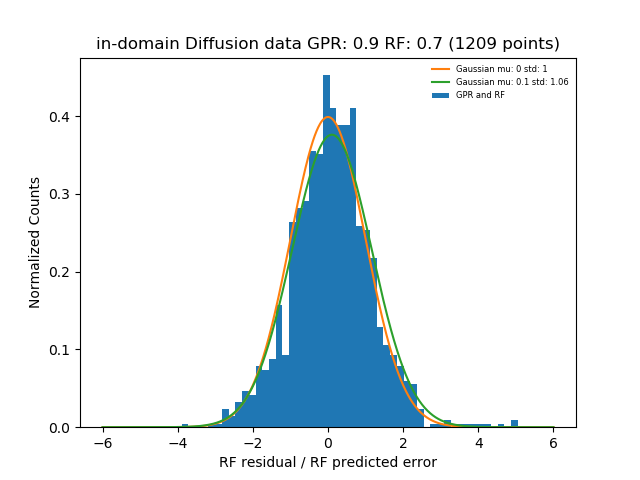 in-domain Diffusion data GPR: 0.9 RF: 0.7 (1209 points)
Gaussian mu: 0 std: 1
Gaussian mu: 0.1 std: 1.06
GPR and RF
Normalized Counts
0.4
0.3
0.2
0.1
0.0
−6 −4 −2 0 2 4 6
RF residual / RF predicted error